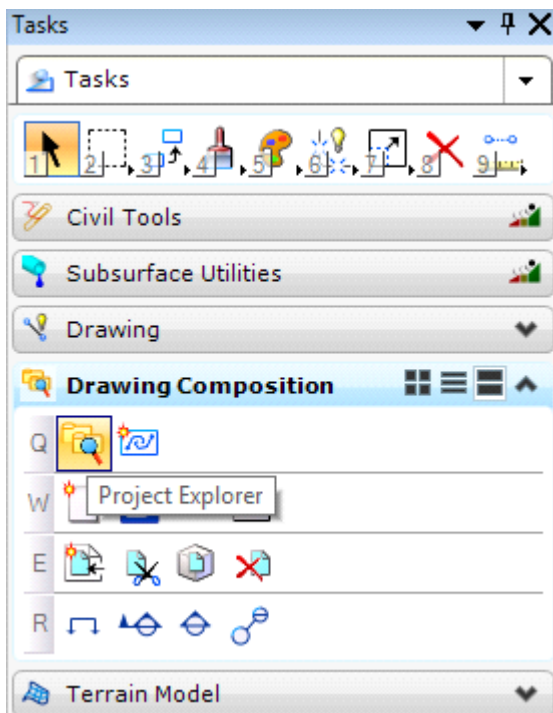 Tasks
Tasks
1 2 3 4 5 6 7 8 9
Civil Tools
Subsurface Utilities
Drawing
Drawing Composition
Q
W Project Explorer
E
R
Terrain Model